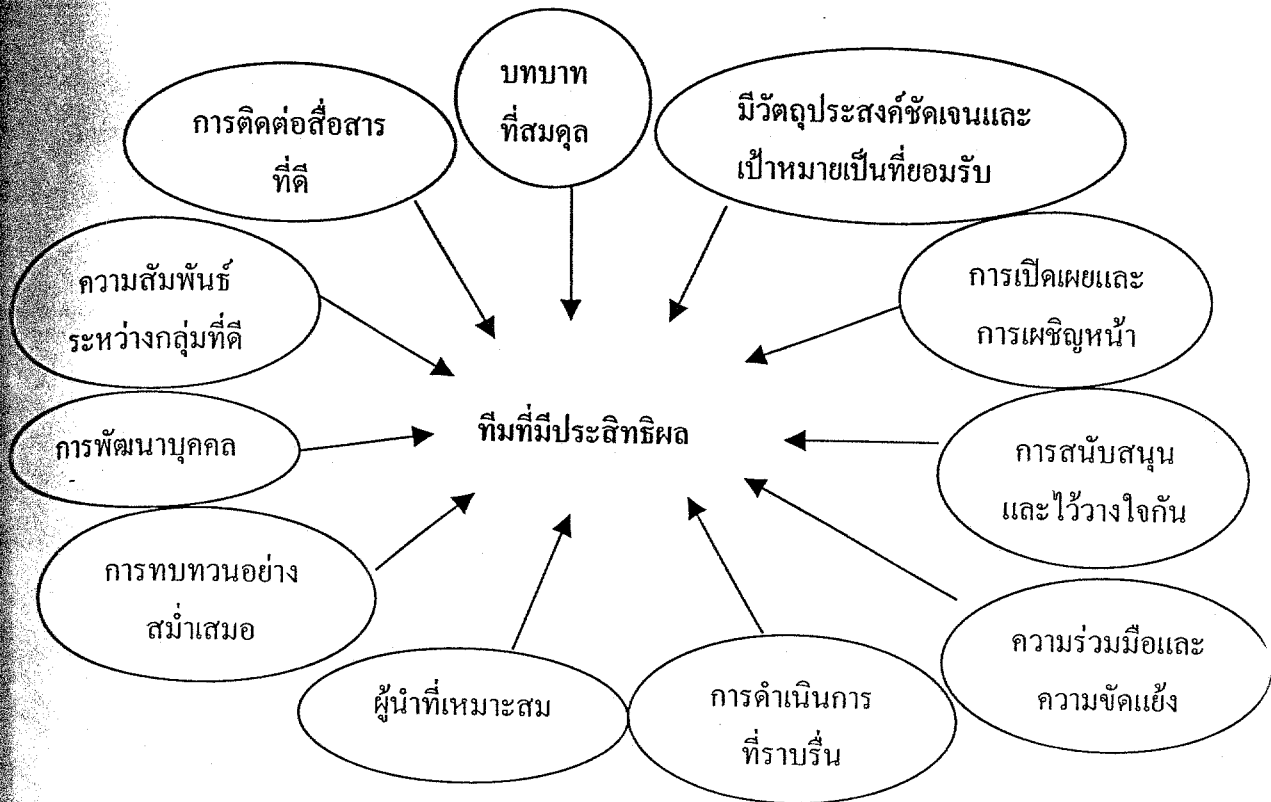 บทบาท
ที่สมดุล
มีวัตถุประสงค์ชัดเจนและ
เป้าหมายเป็นที่ยอมรับ
การเปิดเผยและ
การเผชิญหน้า
การสนับสนุน
และไว้วางใจกัน
ความร่วมมือและ
ความขัดแย้ง
การดำเนินการ
ที่ราบรื่น
ผู้นำที่เหมาะสม
การทบทวนอย่าง
สม่ำเสมอ
การพัฒนาบุคคล
ความสัมพันธ์
ระหว่างกลุ่มที่ดี
การติดต่อสื่อสาร
ที่ดี
ทีมที่มีประสิทธิผล